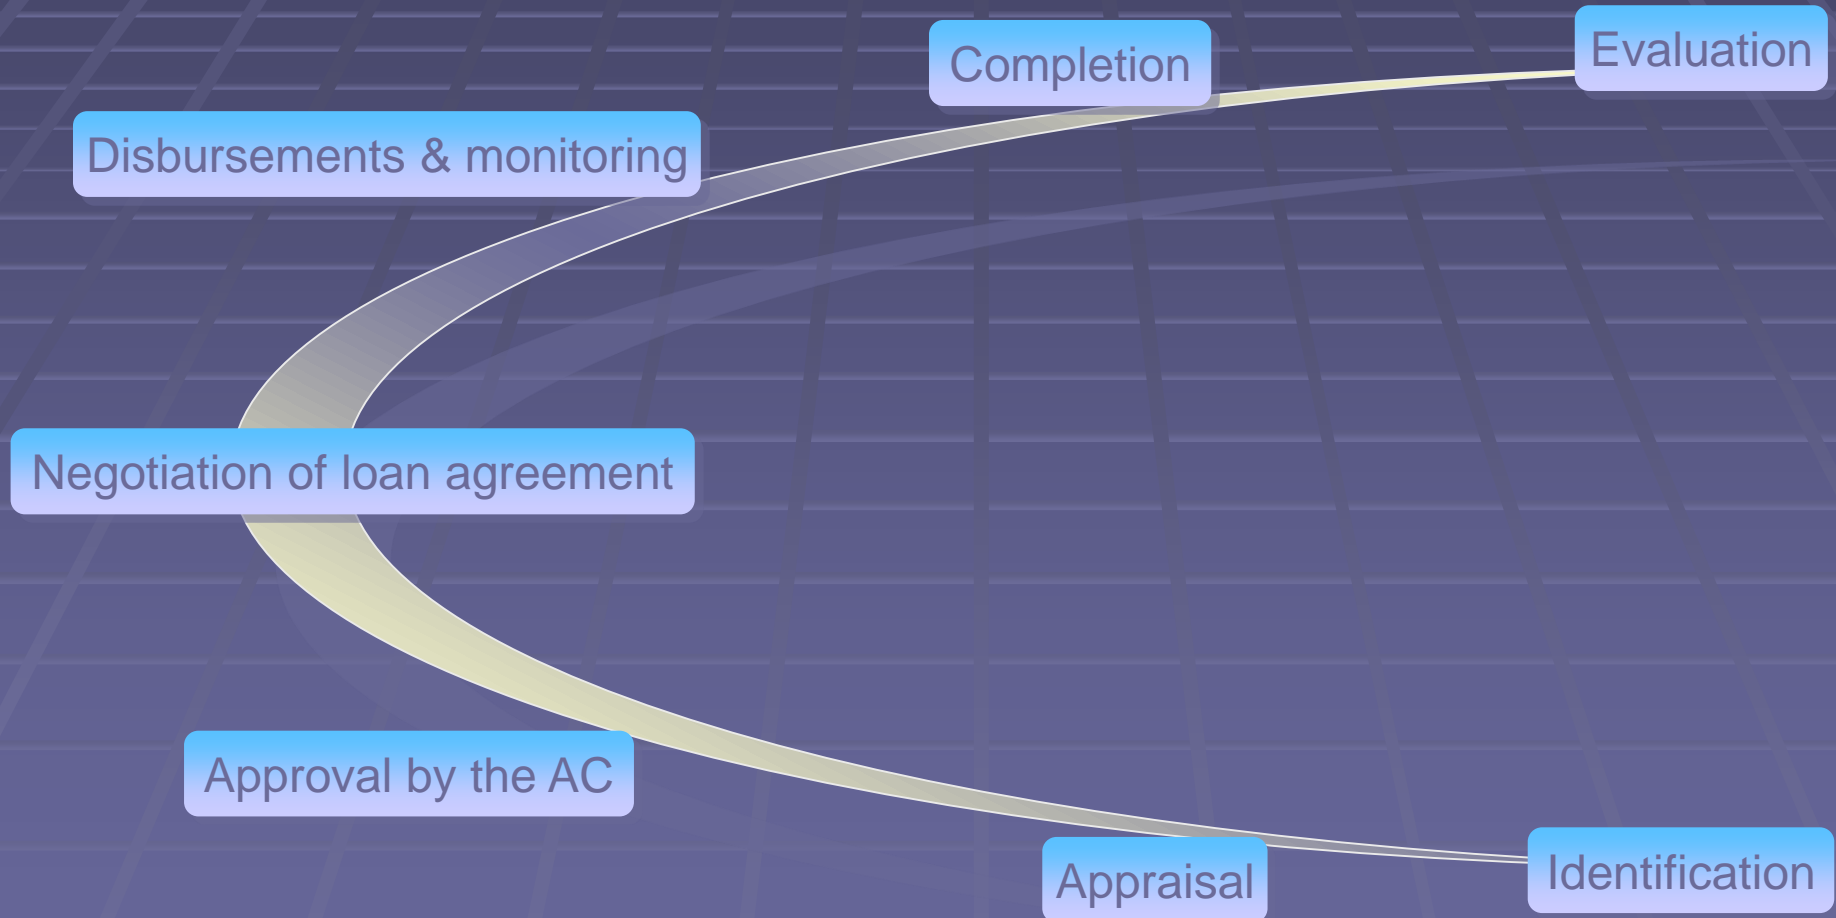 Completion
Evaluation
Disbursements & monitoring
Negotiation of loan agreement
Approval by the AC
Appraisal
Identification